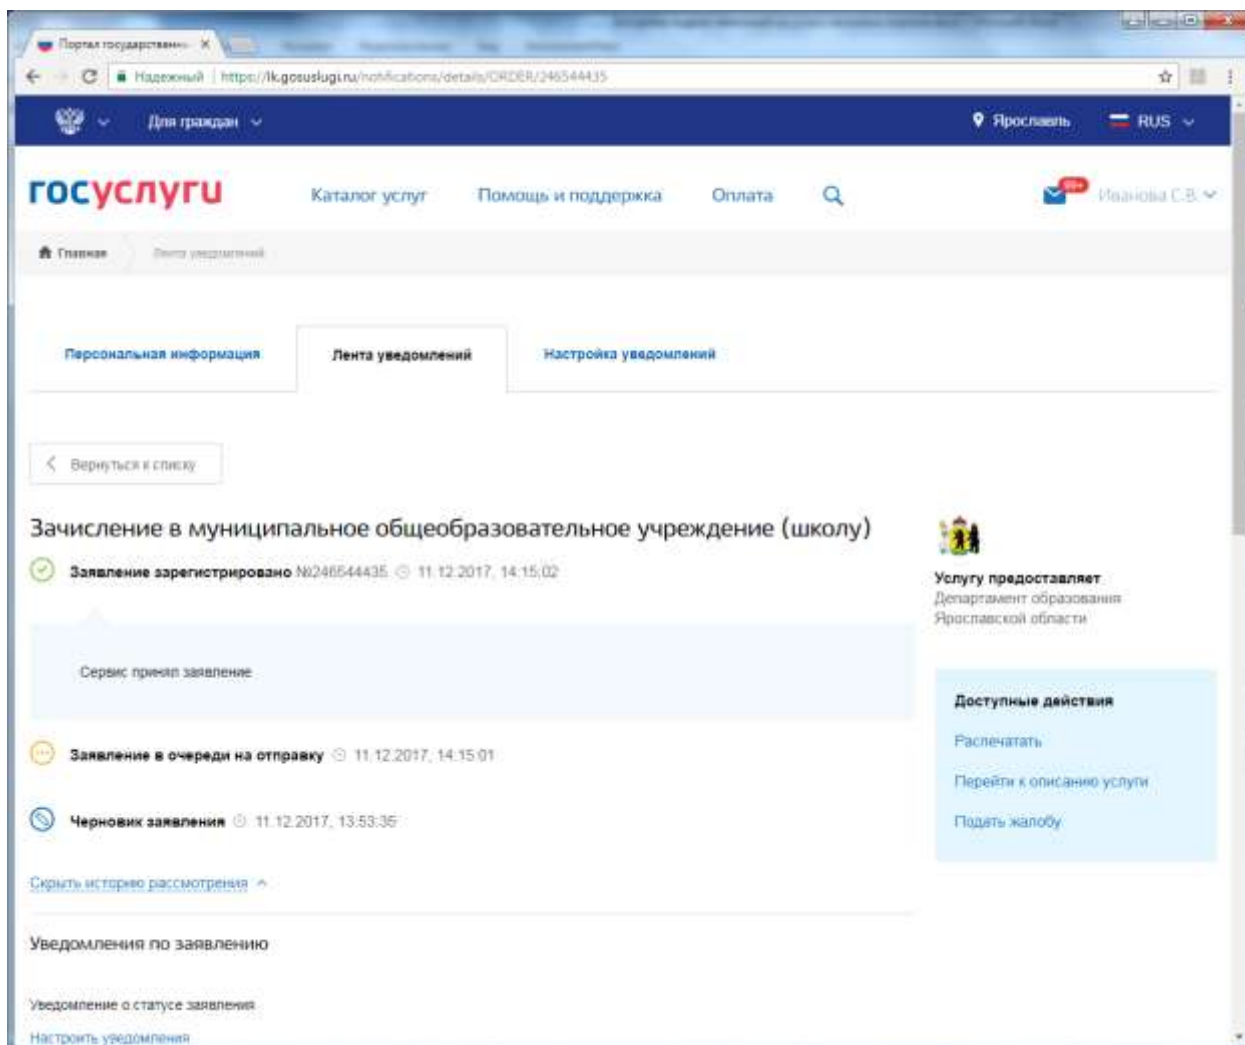 Портал государственн
Надежный https://lk.gosuslugi.ru/notifications/details/ORDER/246544435
Для граждан
Ярославль
RUS
госуслуги
Каталог услуг
Помощь и поддержка
Оплата
99+
Иванова С.В.
Главная
Лента уведомлений
Персональная информация
Лента уведомлений
Настройка уведомлений
Вернуться к списку
Зачисление в муниципальное общеобразовательное учреждение (школу)
Заявление зарегистрировано №246544435 11.12.2017, 14:15:02
Сервис принял заявление
Заявление в очереди на отправку 11.12.2017, 14:15:01
Черновик заявления 11.12.2017, 13:53:35
Скрыть историю рассмотрения
Уведомления по заявлению
Уведомление о статусе заявления
Настроить уведомления
Услугу предоставляет
Департамент образования
Ярославской области
Доступные действия
Распечатать
Перейти к описанию услуги
Подать жалобу